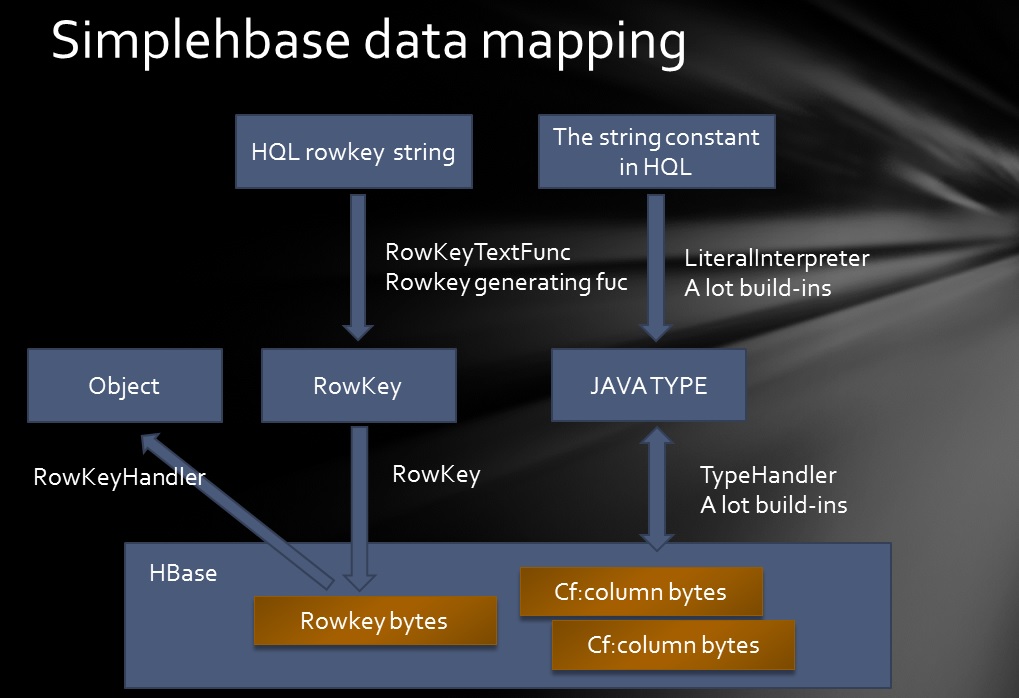 Simplehbase data mapping
HQL rowkey string
The string constant
in HQL
RowKeyTextFunc
Rowkey generating fuc
LiteralInterpreter
A lot build-ins
Object
RowKey
JAVA TYPE
RowKeyHandler
RowKey
TypeHandler
A lot build-ins
HBase
Cf:column bytes
Rowkey bytes
Cf:column bytes